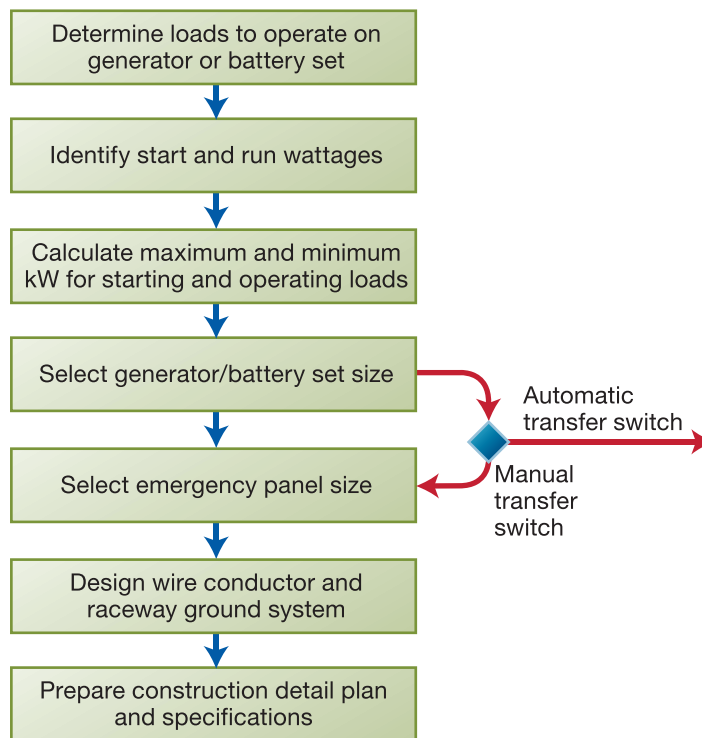 Determine loads to operate on
generator or battery set
Identify start and run wattages
Calculate maximum and minimum
kW for starting and operating loads
Select generator/battery set size
Automatic
transfer switch
Manual
transfer
switch
Select emergency panel size
Design wire conductor and
raceway ground system
Prepare construction detail plan
and specifications